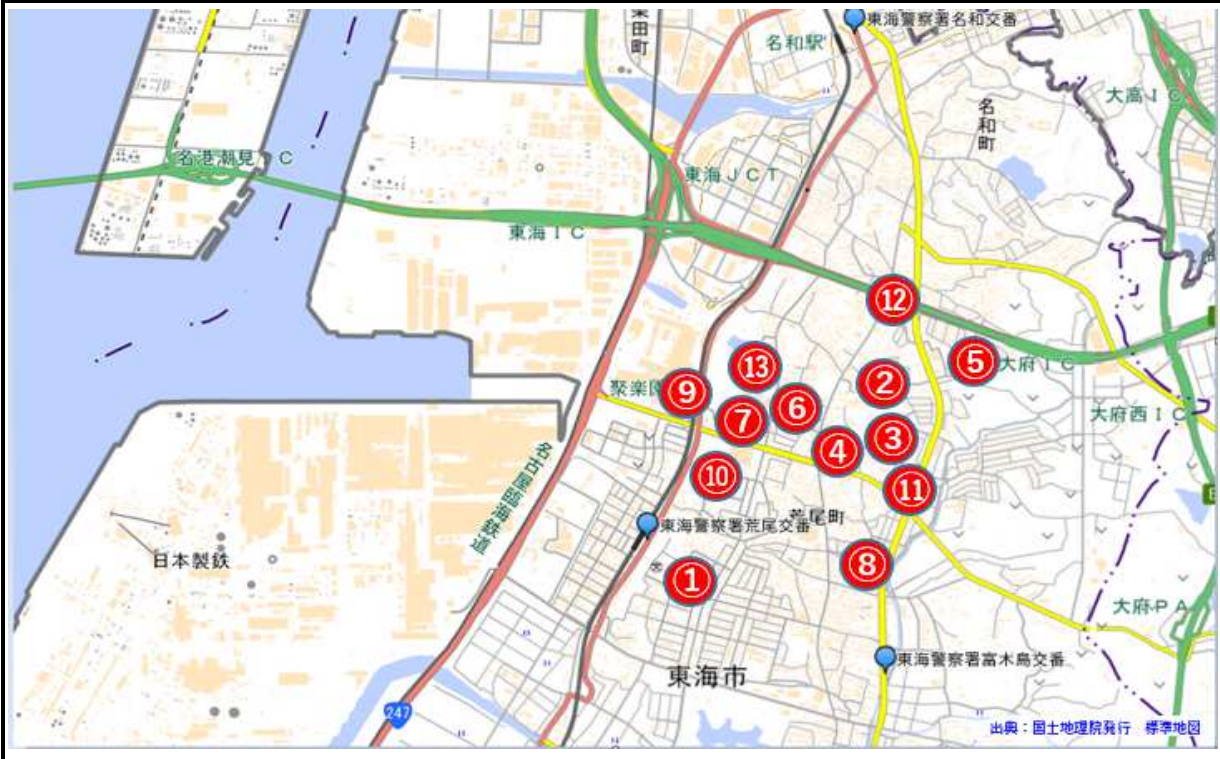 東海警察署名和交番
名和駅
名和町
大高IC
名港潮見IC
東海JCT
東海IC
⑫
⑤
大府IC
⑬
②
⑨
⑥
聚楽園
⑦
大府西IC
③
④
⑩
⑪
名古屋臨海鉄道
東海警察署荒尾交番
荒尾町
日本製鉄
⑧
①
大府PA
東海警察署富木島交番
東海市
247
出典:国土地理院発行 標準地図